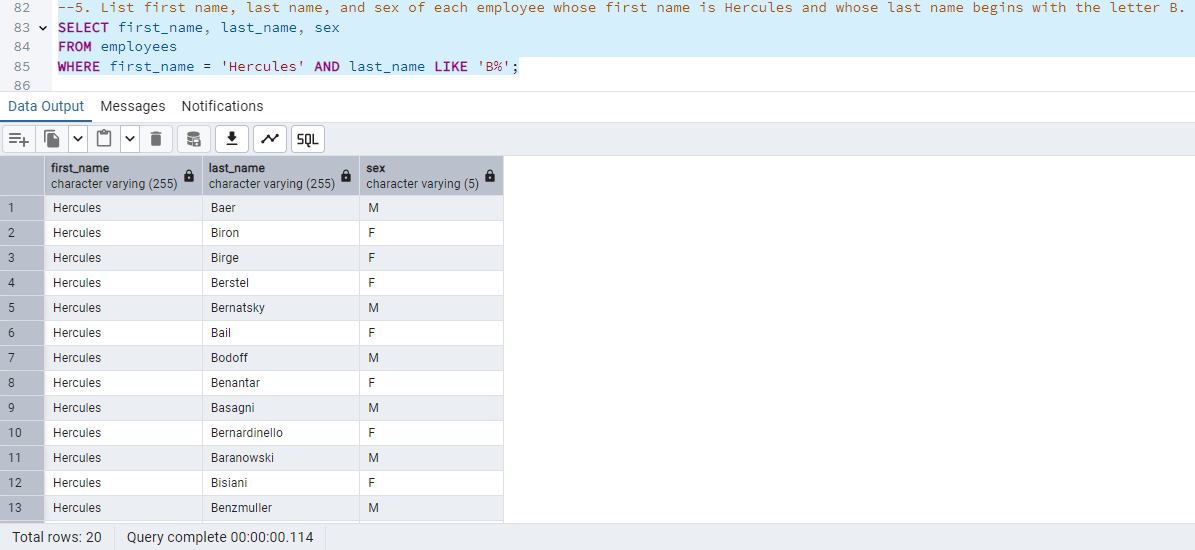 82 --5. List first name, last name, and sex of each employee whose first name is Hercules and whose last name begins with the letter B.
83 SELECT first_name, last_name, sex
84 FROM employees
85 WHERE first_name = 'Hercules' AND last_name LIKE 'B%';
86
Data Output Messages Notifications
SQL
first_name last_name sex
character varying (255) character varying (255) character varying (5)
1 Hercules Baer M
2 Hercules Biron F
3 Hercules Birge F
4 Hercules Berstel F
5 Hercules Bernatsky M
6 Hercules Bail F
7 Hercules Bodoff M
8 Hercules Benantar F
9 Hercules Basagni M
10 Hercules Bernardinello F
11 Hercules Baranowski M
12 Hercules Bisiani F
13 Hercules Benzmuller M
Total rows: 20 Query complete 00:00:00.114